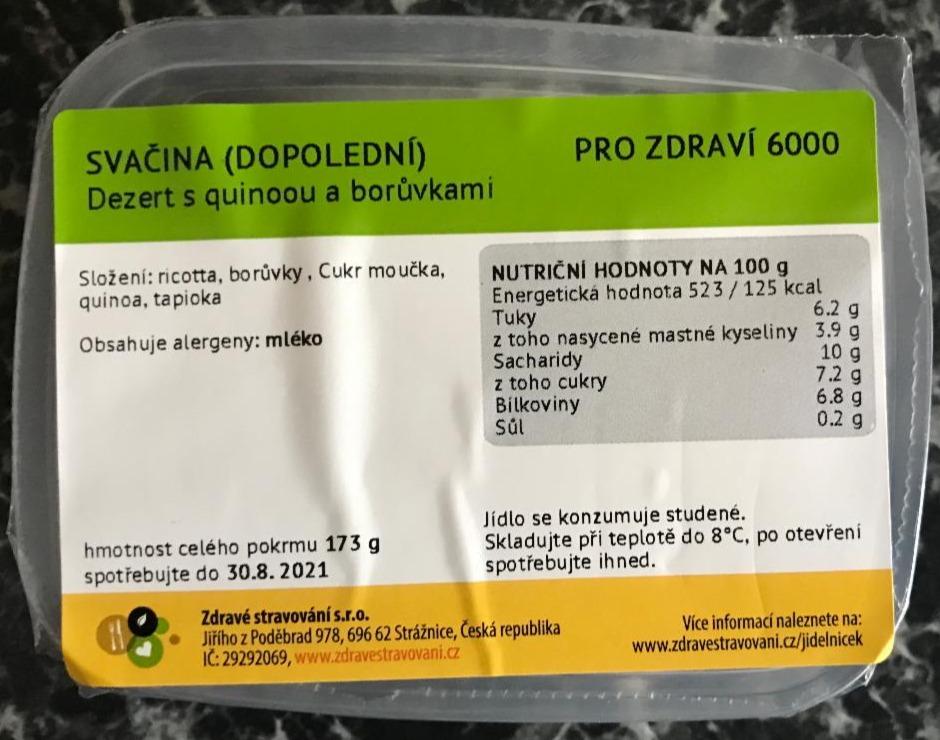 SVAČINA (DOPOLEDNÍ)
Dezert s quinoou a borůvkami
PRO ZDRAVÍ 6000
Složení: ricotta, borůvky , Cukr moučka,
quinoa, tapioka
Obsahuje alergeny: mléko
NUTRIČNÍ HODNOTY NA 100 g
Energetická hodnota 523 / 125 kcal
Tuky 6.2 g
z toho nasycené mastné kyseliny 3.9 g
Sacharidy 10 g
z toho cukry 7.2 g
Bílkoviny 6.8 g
Sůl 0.2 g
hmotnost celého pokrmu 173 g
spotřebujte do 30.8. 2021
Jídlo se konzumuje studené.
Skladujte při teplotě do 8°C, po otevření
spotřebujte ihned.
Zdravé stravování s.r.o.
Jiřího z Poděbrad 978, 696 62 Strážnice, Česká republika
IČ: 29292069, www.zdravestravovani.cz
Více informací naleznete na:
www.zdravestravovani.cz/jidelnicek